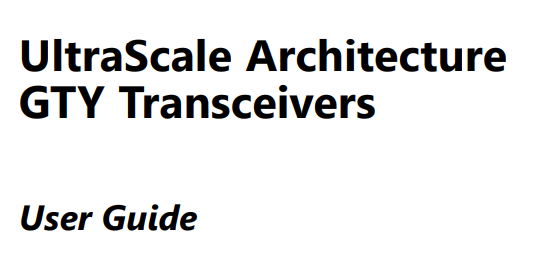 UltraScale Architecture
GTY Transceivers
User Guide